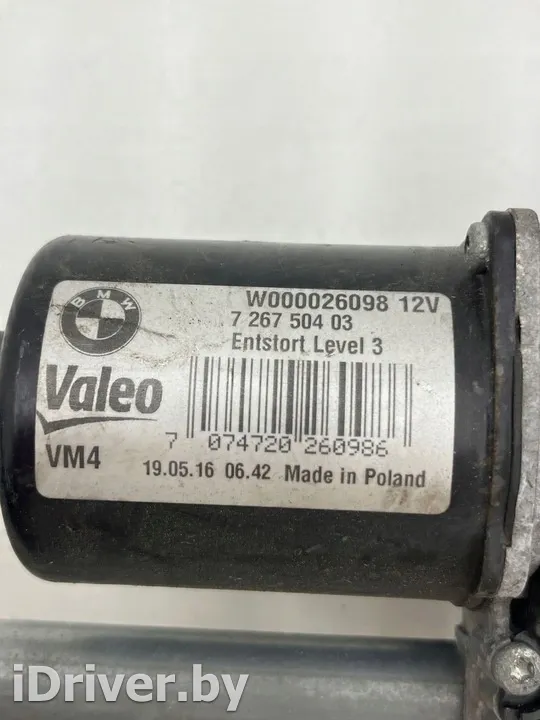 BMW
W000026098 12V
7 267 504 03
Entstort Level 3
Valeo
7 074720 260986
VM4
19.05.16 06.42 Made in Poland
iDriver.by